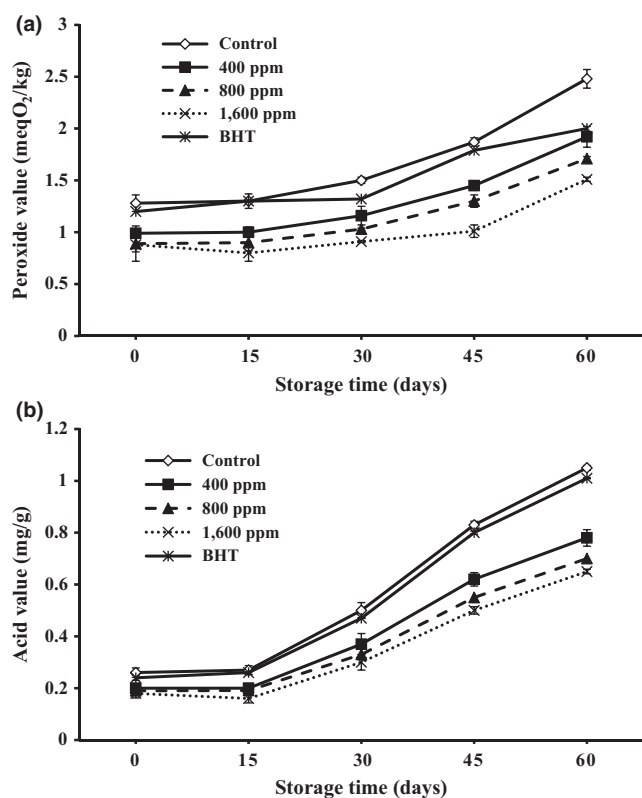 (a)
Control
400 ppm
800 ppm
1,600 ppm
BHT
Peroxide value (meqO₂/kg)
3
2.5
2
1.5
1
0.5
0
0 15 30 45 60
Storage time (days)
(b)
Control
400 ppm
800 ppm
1,600 ppm
BHT
Acid value (mg/g)
1.2
1
0.8
0.6
0.4
0.2
0
0 15 30 45 60
Storage time (days)